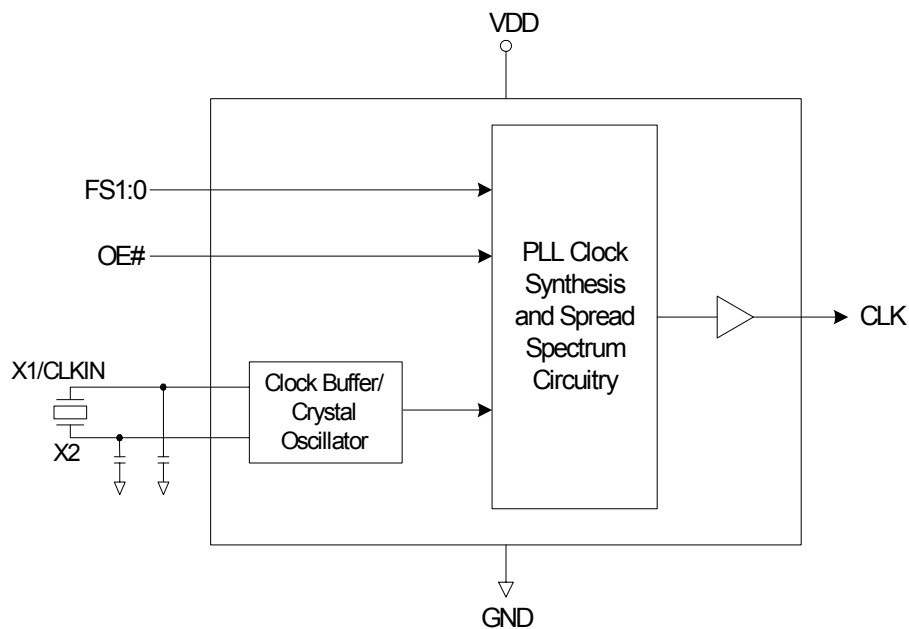 VDD
FS1:0
OE#
PLL Clock
Synthesis
and Spread
Spectrum
Circuitry
CLK
X1/CLKIN
Clock Buffer/
Crystal
Oscillator
X2
GND